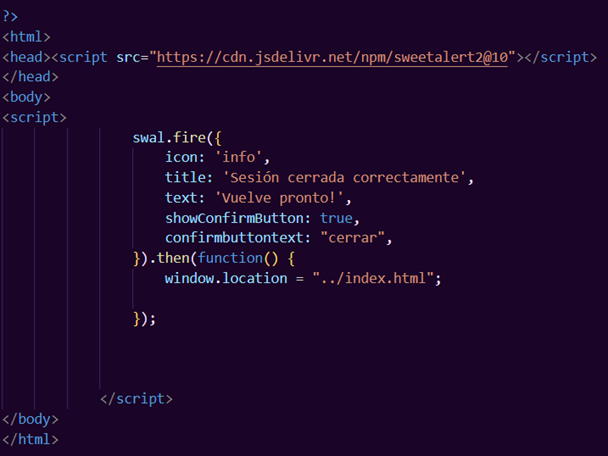 ?>
<html>
<head><script src="https://cdn.jsdelivr.net/npm/sweetalert2@10"></script>
</head>
<body>
<script>
swal.fire({
icon: 'info',
title: 'Sesión cerrada correctamente',
text: 'Vuelve pronto!',
showConfirmButton: true,
confirmbuttontext: "cerrar",
}).then(function() {
window.location = "../index.html";
});
</script>
</body>
</html>